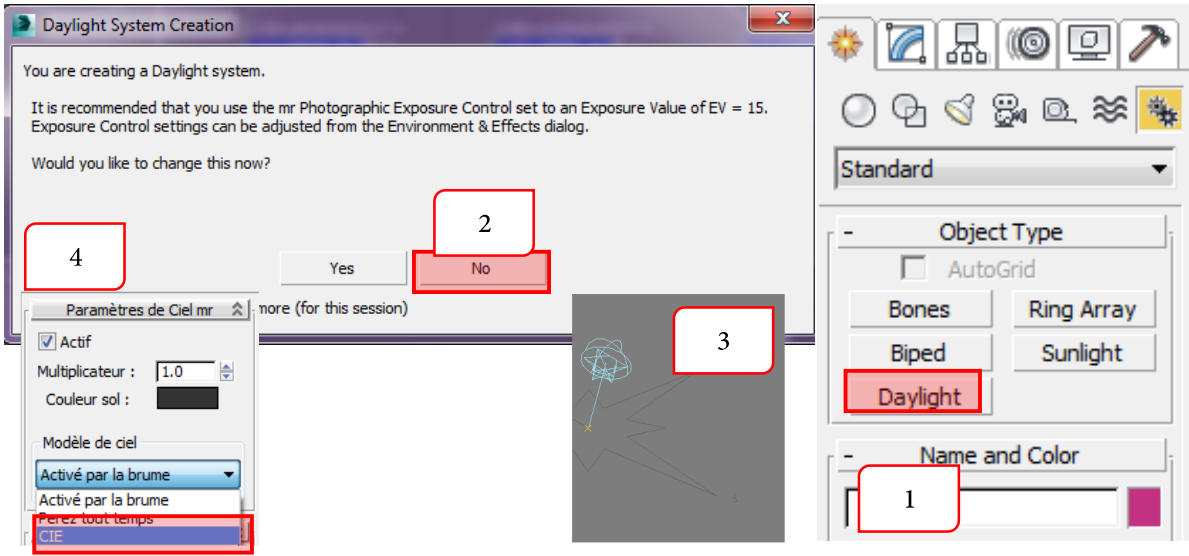 Daylight System Creation
You are creating a Daylight system.
It is recommended that you use the mr Photographic Exposure Control set to an Exposure Value of EV = 15.
Exposure Control settings can be adjusted from the Environment & Effects dialog.
Would you like to change this now?
2
4
Yes
No
more (for this session)
Paramètres de Ciel mr
Actif
Multiplicateur :
1.0
Couleur sol :
Modèle de ciel
Activé par la brume
Activé par la brume
Perez tout temps
CIE
3
Standard
-
Object Type
AutoGrid
Bones
Ring Array
Biped
Sunlight
Daylight
-
Name and Color
1